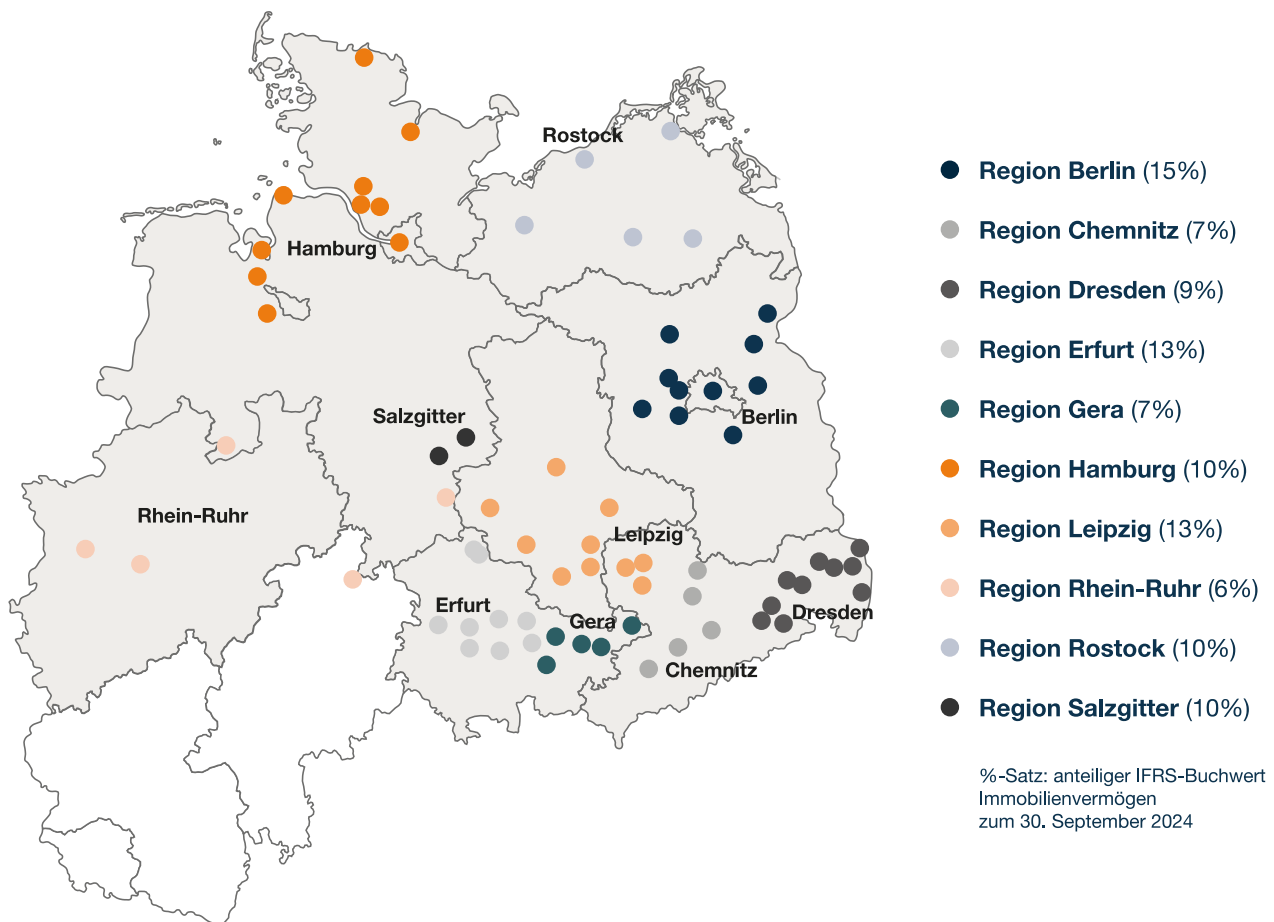 Rostock
Hamburg
Salzgitter
Berlin
Rhein-Ruhr
Leipzig
Erfurt
Gera
Dresden
Chemnitz
Region Berlin (15%)
Region Chemnitz (7%)
Region Dresden (9%)
Region Erfurt (13%)
Region Gera (7%)
Region Hamburg (10%)
Region Leipzig (13%)
Region Rhein-Ruhr (6%)
Region Rostock (10%)
Region Salzgitter (10%)
%-Satz: anteiliger IFRS-Buchwert
Immobilienvermögen
zum 30. September 2024